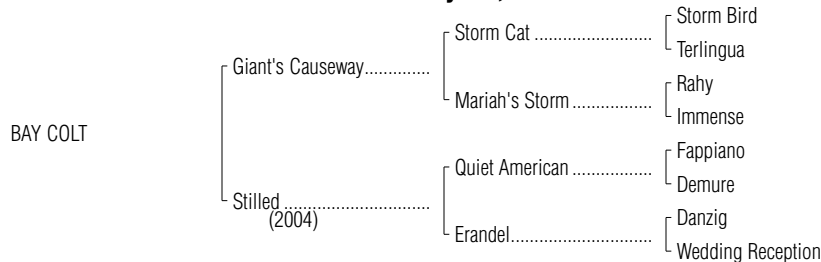 Storm Bird
Storm Cat ..........................
Terlingua
Giant's Causeway..............
Rahy
Mariah's Storm ..................
Immense
BAY COLT
Fappiano
Quiet American ..................
Demure
Stilled ................................
(2004)
Danzig
Erandel...............................
Wedding Reception